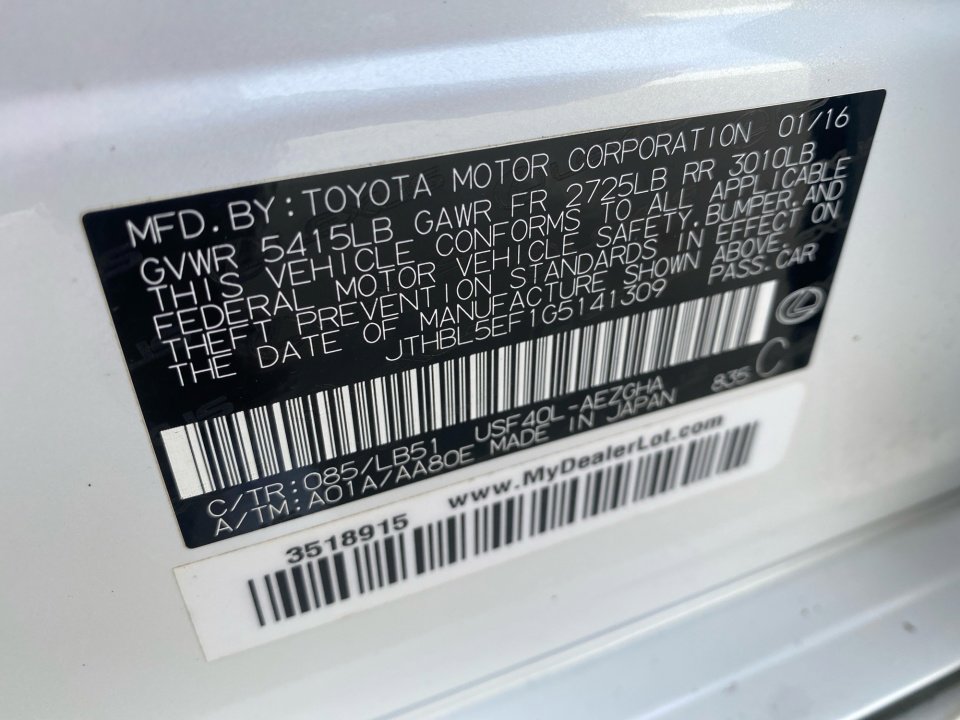 MFD. BY: TOYOTA MOTOR CORPORATION 01/16
GVWR 5415LB GAWR FR 2725LB RR 3010LB
THIS VEHICLE CONFORMS TO ALL APPLICABLE
FEDERAL MOTOR VEHICLE SAFETY, BUMPER, AND
THEFT PREVENTION STANDARDS IN EFFECT ON
THE DATE OF MANUFACTURE SHOWN ABOVE.
JTHBL5EF1G5141309 PASS. CAR
C/TR: 085/LB51 USF40L-AEZGHA 835 C
A/TM: A01A/AA80E MADE IN JAPAN
3518915 www.MyDealerLot.com